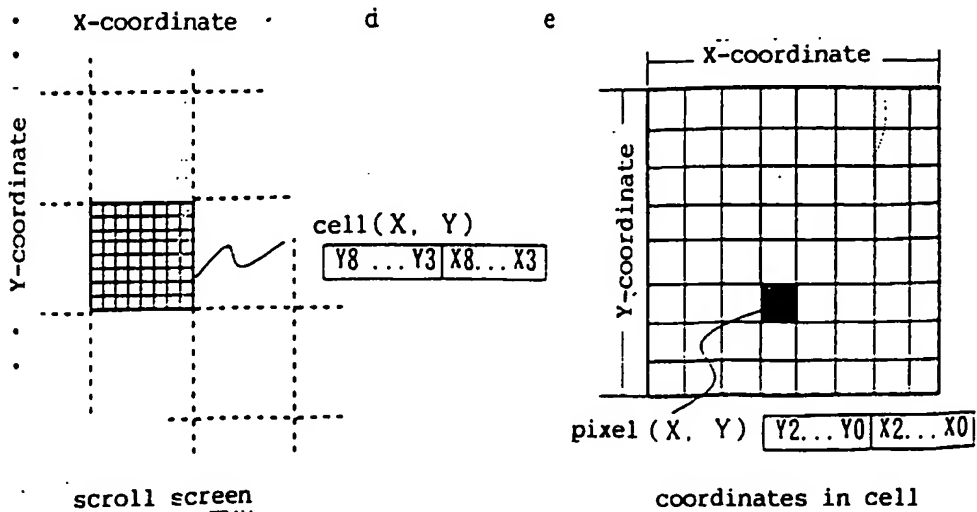 X-coordinate
d
e
Y-coordinate
cell(X, Y)
Y8 ... Y3 X8... X3
scroll screen
X-coordinate
Y-coordinate
pixel (X, Y) Y2... Y0 X2... X0
coordinates in cell